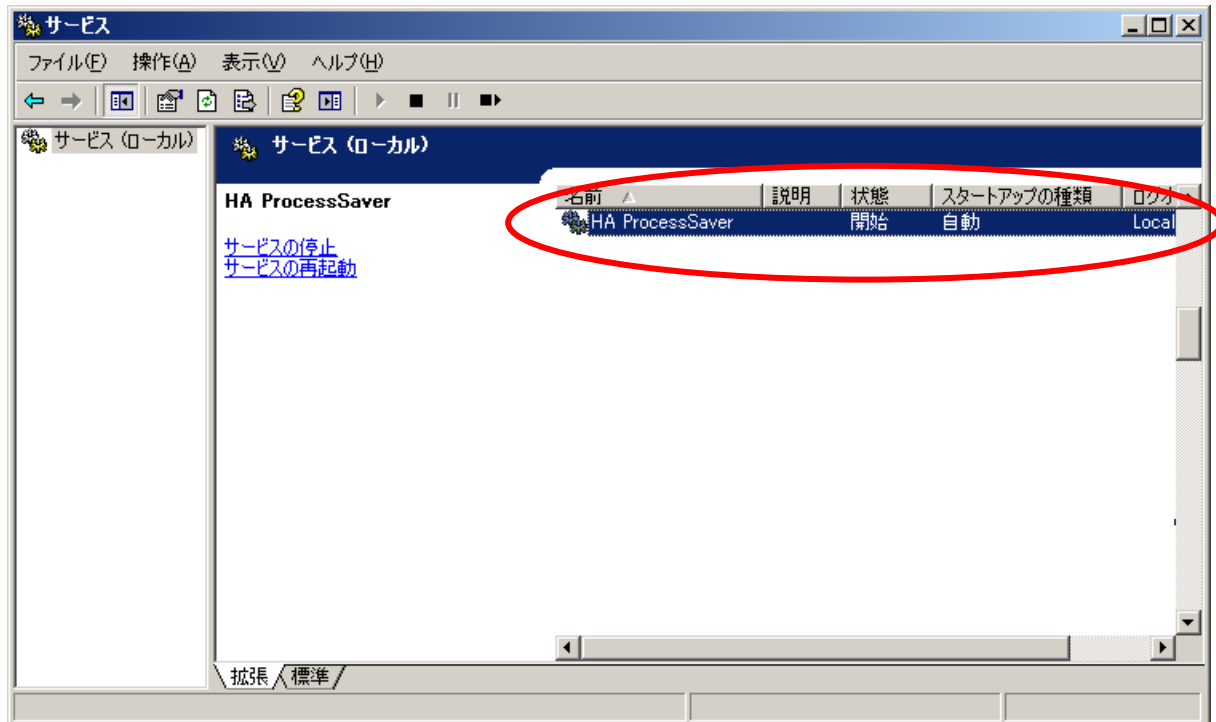 サービス
ファイル(F) 操作(A) 表示(V) ヘルプ(H)
サービス (ローカル)
サービス (ローカル)
HA ProcessSaver
サービスの停止
サービスの再起動
名前 説明 状態 スタートアップの種類 ログオ
HA ProcessSaver 開始 自動 Local
拡張 標準